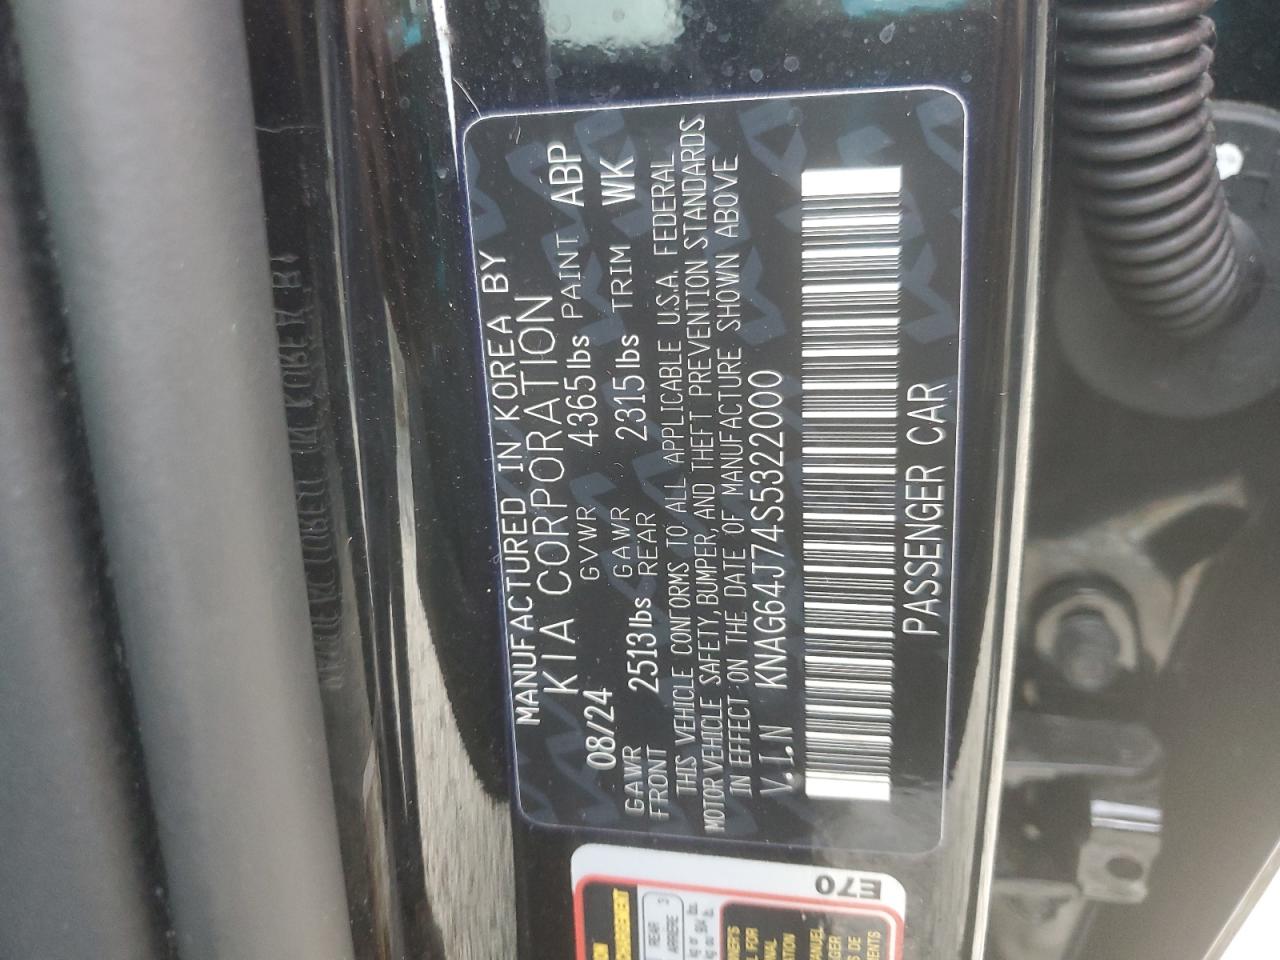 MANUFACTURED IN KOREA BY
KIA CORPORATION
08/24 GVWR 4365lbs PAINT ABP
GAWR FRONT 2513lbs GAWR REAR 2315lbs TRIM WK
THIS VEHICLE CONFORMS TO ALL APPLICABLE U.S.A. FEDERAL
MOTOR VEHICLE SAFETY, BUMPER, AND THEFT PREVENTION STANDARDS
IN EFFECT ON THE DATE OF MANUFACTURE SHOWN ABOVE
V.I.N KNAG64J74S5322000
PASSENGER CAR
E70
REAR
ARRIÈRE